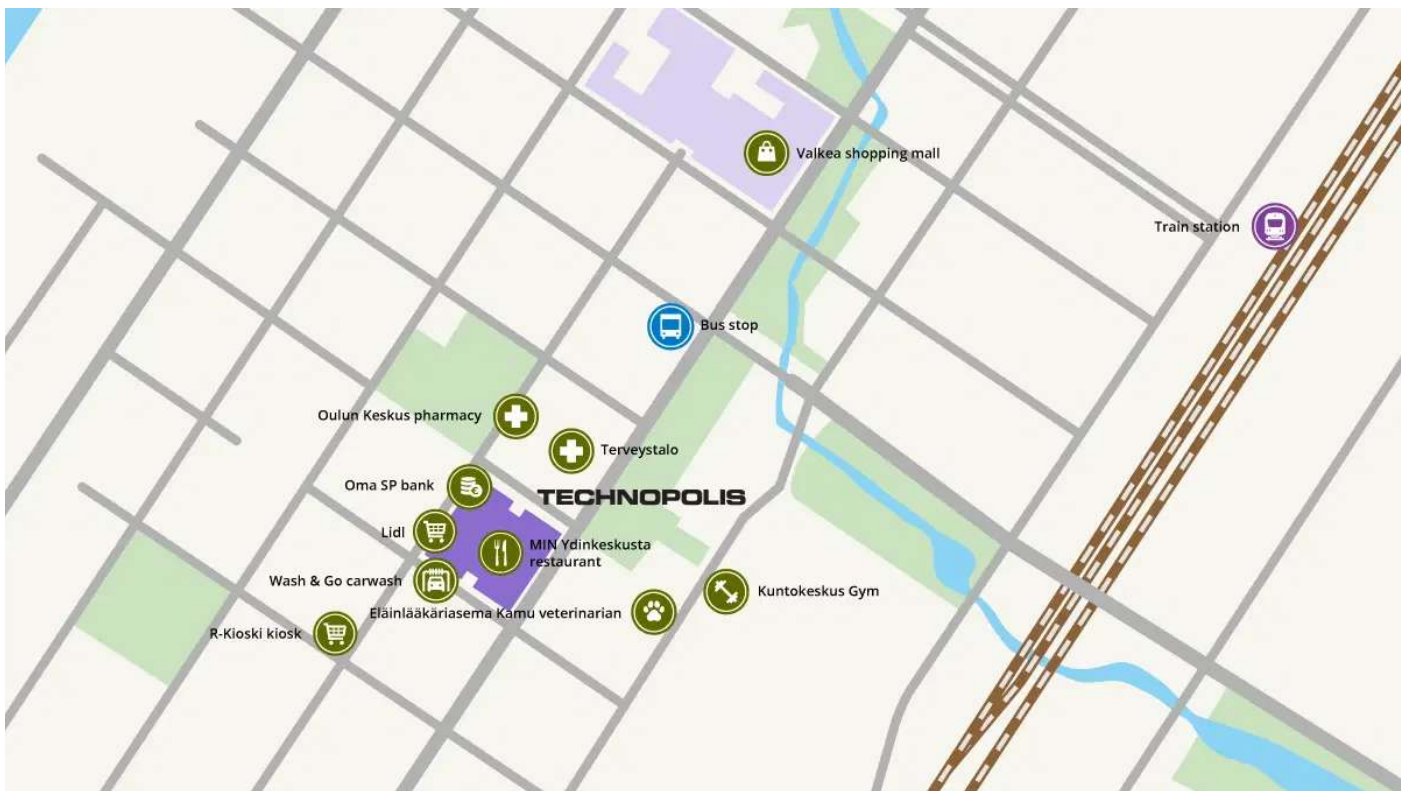 Valkea shopping mall
Train station
Bus stop
Oulun Keskus pharmacy
Terveystalo
Oma SP bank
TECHNOPOLIS
Lidl
MIN Ydinkeskusta
restaurant
Wash & Go carwash
Kuntokeskus Gym
Eläinlääkäriasema Kamu veterinarian
R-Kioski kiosk